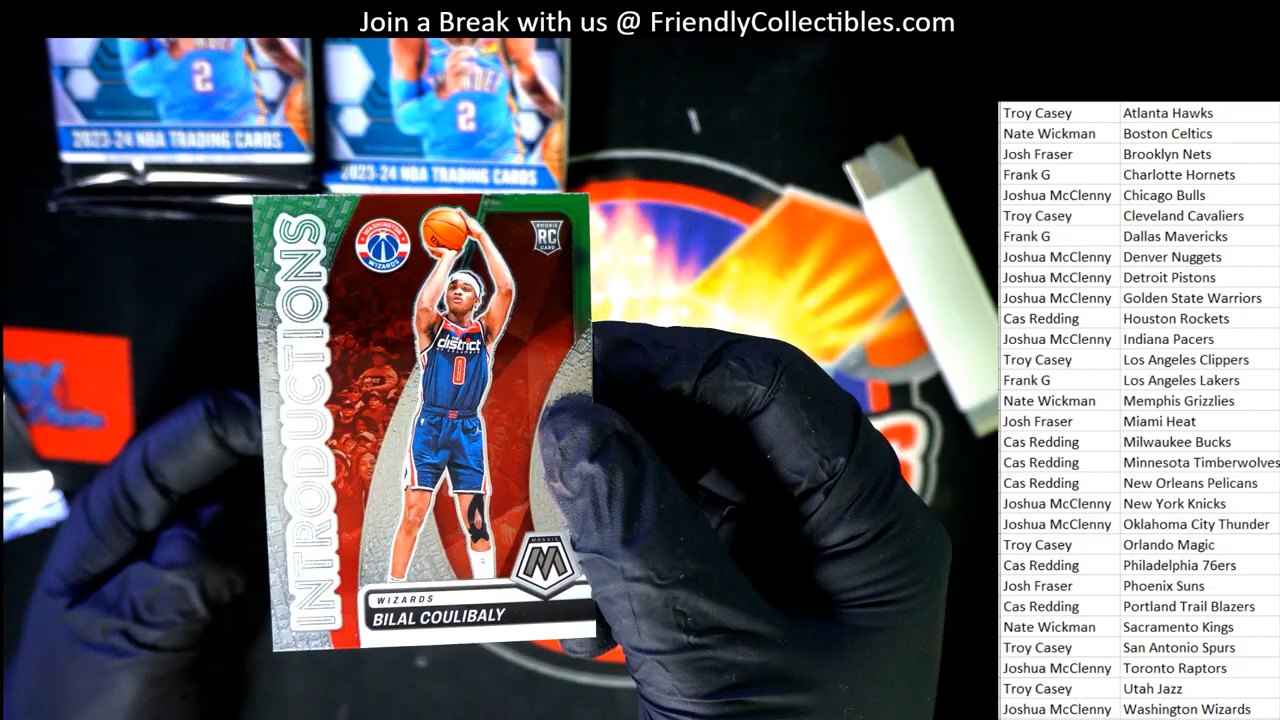 Join a Break with us @ FriendlyCollectibles.com
2
THUNDER
2
2023-24 NBA TRADING CARDS
2023-24 NBA TRADING CARDS
INTRODUCTIONS
WASHINGTON
WIZARDS
ROOKIE
RC
CARD
district
0
MOSAIC
M
WIZARDS
BILAL COULIBALY
Troy Casey Atlanta Hawks
Nate Wickman Boston Celtics
Josh Fraser Brooklyn Nets
Frank G Charlotte Hornets
Joshua McClenny Chicago Bulls
Troy Casey Cleveland Cavaliers
Frank G Dallas Mavericks
Joshua McClenny Denver Nuggets
Joshua McClenny Detroit Pistons
Joshua McClenny Golden State Warriors
Cas Redding Houston Rockets
Joshua McClenny Indiana Pacers
Troy Casey Los Angeles Clippers
Frank G Los Angeles Lakers
Nate Wickman Memphis Grizzlies
Josh Fraser Miami Heat
Cas Redding Milwaukee Bucks
Cas Redding Minnesota Timberwolves
Cas Redding New Orleans Pelicans
Joshua McClenny New York Knicks
Joshua McClenny Oklahoma City Thunder
Troy Casey Orlando Magic
Cas Redding Philadelphia 76ers
Josh Fraser Phoenix Suns
Cas Redding Portland Trail Blazers
Nate Wickman Sacramento Kings
Troy Casey San Antonio Spurs
Joshua McClenny Toronto Raptors
Troy Casey Utah Jazz
Joshua McClenny Washington Wizards